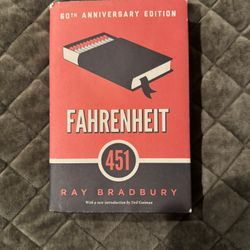 60TH ANNIVERSARY EDITION
FAHRENHEIT
451
RAY BRADBURY
With a new introduction by Neil Gaiman